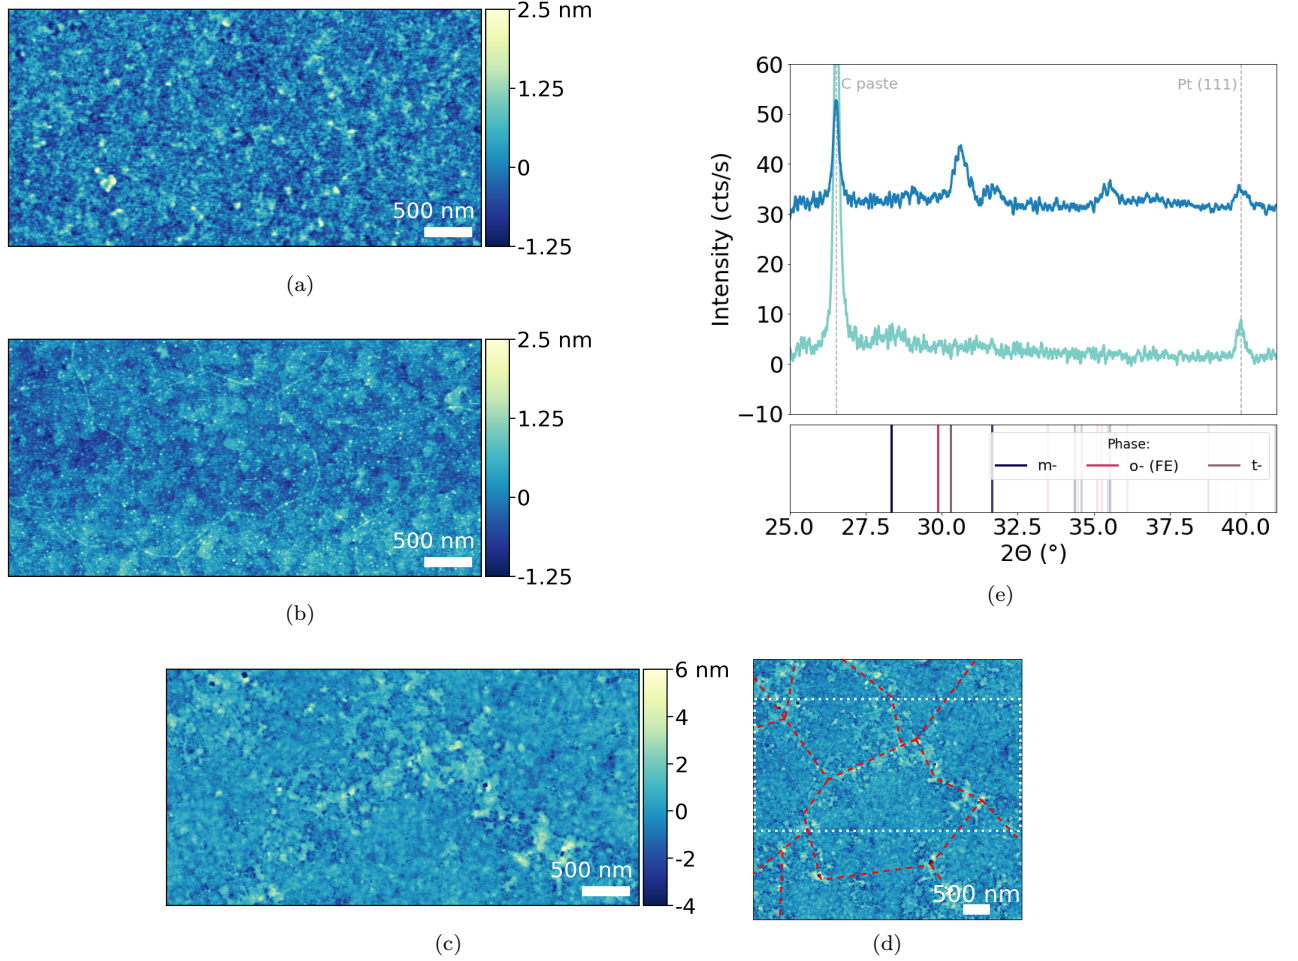 2.5 nm
1.25
0
-1.25
500 nm
(a)
2.5 nm
1.25
0
-1.25
500 nm
(b)
60
50
40
30
20
10
0
−10
Intensity (cts/s)
C paste
Pt (111)
Phase:
m-
o- (FE)
t-
25.0
27.5
30.0
32.5
35.0
37.5
40.0
2Θ (°)
(e)
6 nm
4
2
0
-2
-4
500 nm
(c)
500 nm
(d)